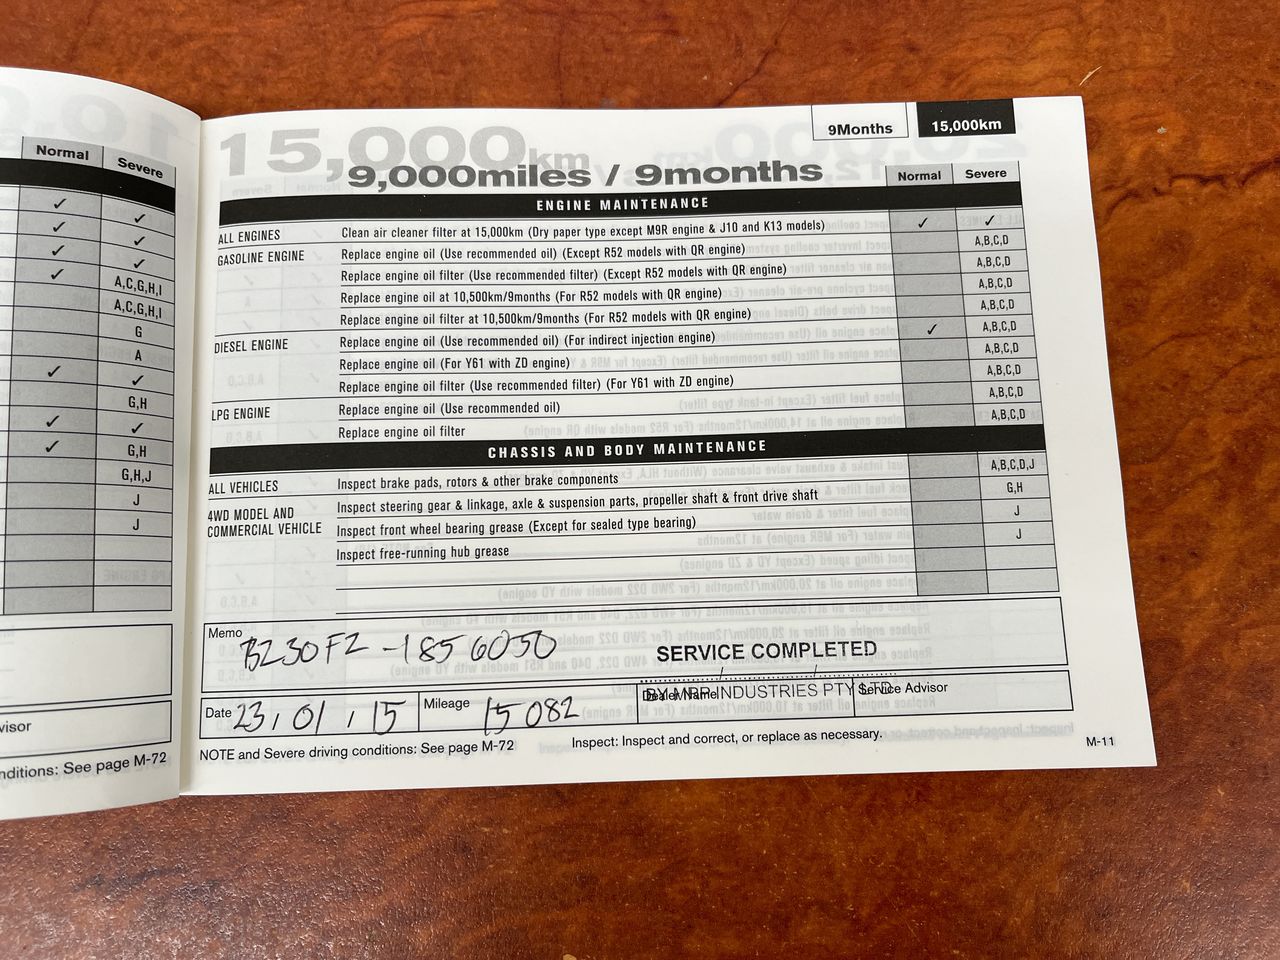 Normal Severe
✓ ✓
✓ ✓
✓ ✓
✓ A,C,G,H,I
A,C,G,H,I
G
A
✓ ✓
G,H
✓ ✓
✓ G,H
G,H,J
J
J
visor
nditions: See page M-72
9Months 15,000km
15,000km
9,000miles / 9months
Normal Severe
ENGINE MAINTENANCE
ALL ENGINES Clean air cleaner filter at 15,000km (Dry paper type except M9R engine & J10 and K13 models) ✓ ✓
GASOLINE ENGINE Replace engine oil (Use recommended oil) (Except R52 models with QR engine) A,B,C,D
Replace engine oil filter (Use recommended filter) (Except R52 models with QR engine) A,B,C,D
Replace engine oil at 10,500km/9months (For R52 models with QR engine) A,B,C,D
Replace engine oil filter at 10,500km/9months (For R52 models with QR engine) A,B,C,D
DIESEL ENGINE Replace engine oil (Use recommended oil) (For indirect injection engine) ✓ A,B,C,D
Replace engine oil (For Y61 with ZD engine) A,B,C,D
Replace engine oil filter (Use recommended filter) (For Y61 with ZD engine) A,B,C,D
LPG ENGINE Replace engine oil (Use recommended oil) A,B,C,D
Replace engine oil filter A,B,C,D
CHASSIS AND BODY MAINTENANCE
ALL VEHICLES Inspect brake pads, rotors & other brake components A,B,C,D,J
4WD MODEL AND COMMERCIAL VEHICLE Inspect steering gear & linkage, axle & suspension parts, propeller shaft & front drive shaft G,H
Inspect front wheel bearing grease (Except for sealed type bearing) J
Inspect free-running hub grease J
Memo BZ30FZ-1856050
SERVICE COMPLETED
Dealer Name BY MRP INDUSTRIES PTY LTD Service Advisor
Date 23,01,15 Mileage 15082
NOTE and Severe driving conditions: See page M-72 Inspect: Inspect and correct, or replace as necessary.
M-11